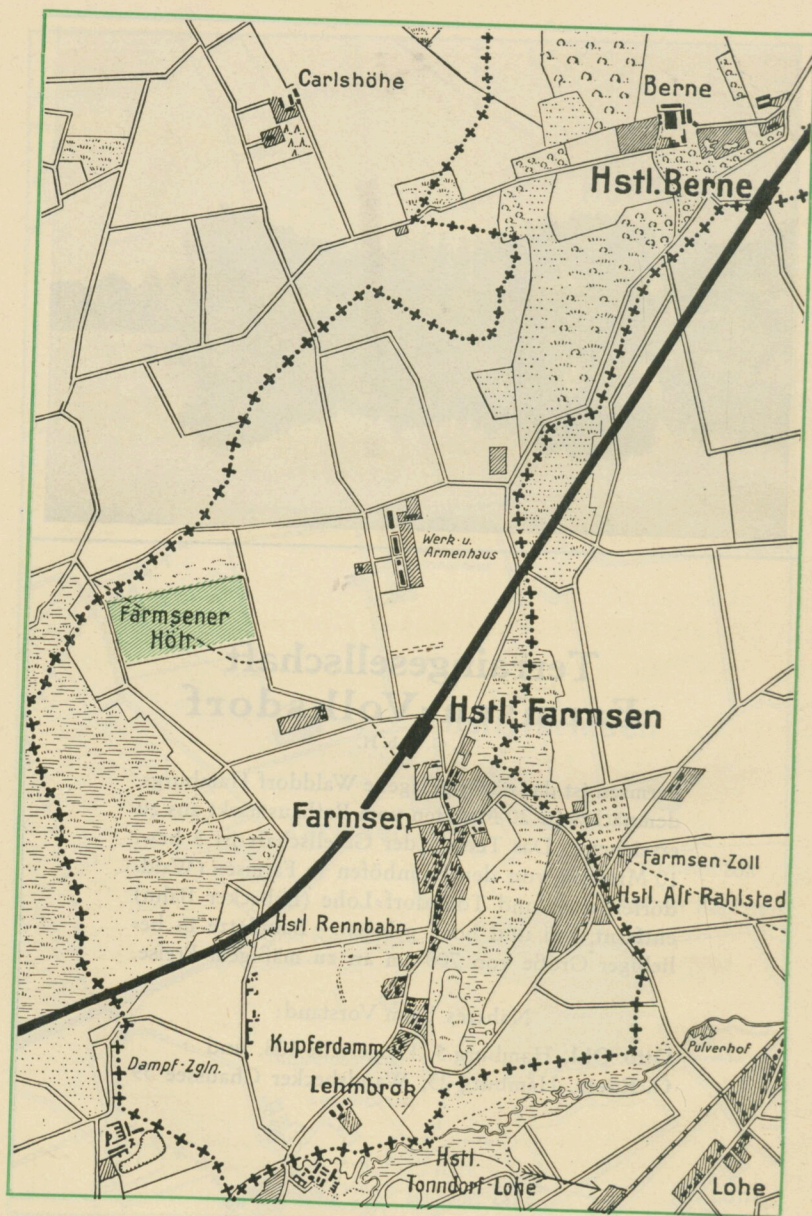 Carlshöhe
Berne
Hstl. Berne
Werk- u.
Armenhaus
Farmsener
Hstl. Farmsen
Farmsen
Farmsen-Zoll
Hstl. Alt-Rahlsted
Hstl. Rennbahn
Kupferdamm
Pulverhof
Dampf-Zgln.
Lehmbrok
Hstl.
Tonndorf-Lohe
Lohe